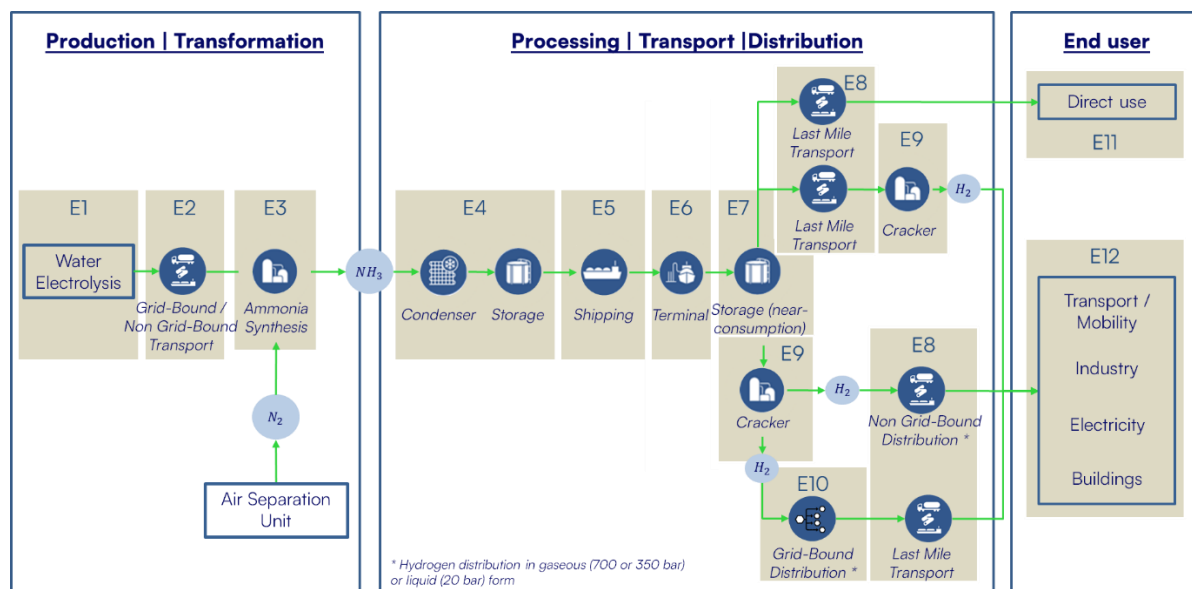 Production | Transformation
E1
Water
Electrolysis
E2
Grid-Bound /
Non Grid-Bound
Transport
E3
Ammonia
Synthesis
N2
Air Separation
Unit
NH3
Processing | Transport |Distribution
E4
Condenser
Storage
E5
Shipping
E6
Terminal
E7
Storage (near-
consumption)
E8
Last Mile
Transport
Last Mile
Transport
E9
Cracker
H2
E9
Cracker
H2
E8
Non Grid-Bound
Distribution *
H2
E10
Grid-Bound
Distribution *
Last Mile
Transport
* Hydrogen distribution in gaseous (700 or 350 bar)
or liquid (20 bar) form
End user
Direct use
E11
E12
Transport /
Mobility
Industry
Electricity
Buildings